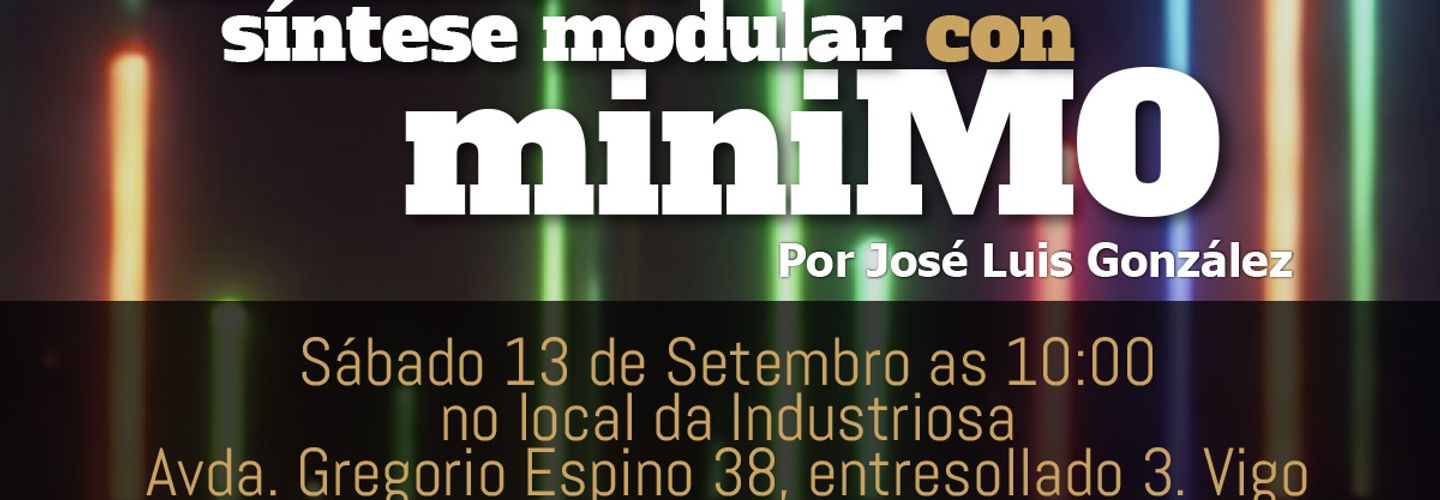 síntese modular con
miniMO
Por José Luis González
Sábado 13 de Setembro as 10:00
no local da Industriosa
Avda. Gregorio Espino 38, entresollado 3. Vigo